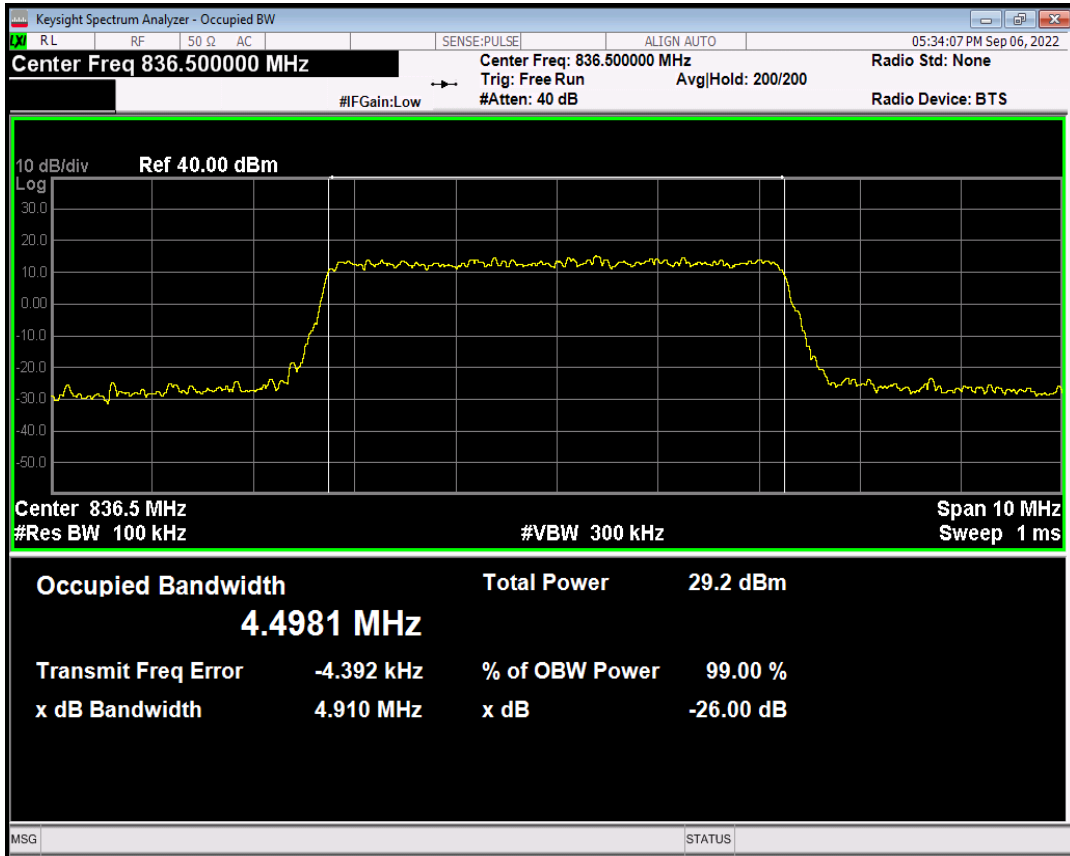 Keysight Spectrum Analyzer - Occupied BW
LXI RL RF 50 Ω AC SENSE:PULSE ALIGN AUTO 05:34:07 PM Sep 06, 2022
Center Freq 836.500000 MHz Center Freq: 836.500000 MHz Radio Std: None
Trig: Free Run Avg|Hold: 200/200
#IFGain:Low #Atten: 40 dB Radio Device: BTS
10 dB/div Ref 40.00 dBm
Log
30.0
20.0
10.0
0.00
-10.0
-20.0
-30.0
-40.0
-50.0
Center 836.5 MHz Span 10 MHz
#Res BW 100 kHz #VBW 300 kHz Sweep 1 ms
Occupied Bandwidth Total Power 29.2 dBm
4.4981 MHz
Transmit Freq Error -4.392 kHz % of OBW Power 99.00 %
x dB Bandwidth 4.910 MHz x dB -26.00 dB
MSG STATUS